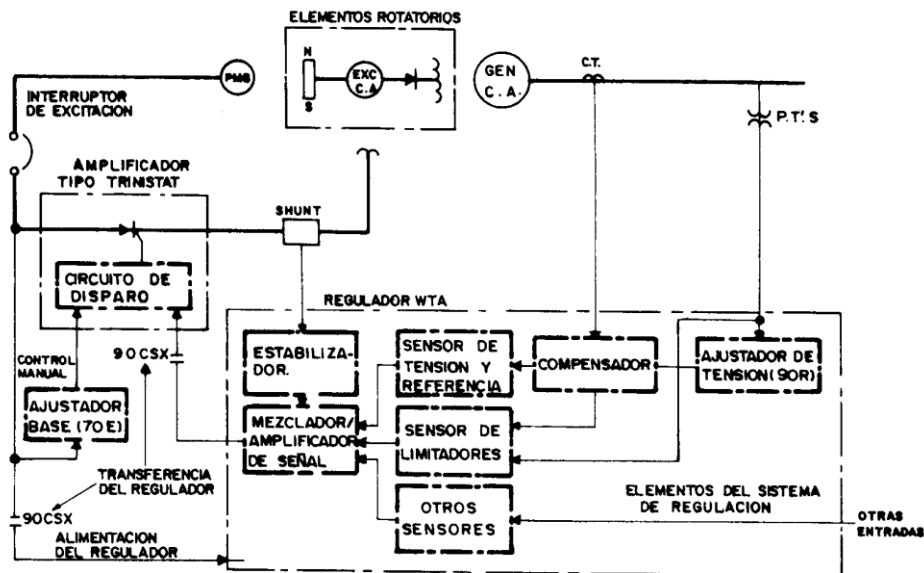 ELEMENTOS ROTATORIOS
N
PMG
EXC
C.A
S
GEN
C.A.
C.T.
P.T'.S
INTERRUPTOR
DE EXCITACION
AMPLIFICADOR
TIPO TRINISTAT
SHUNT
CIRCUITO DE
DISPARO
REGULADOR WTA
CONTROL
MANUAL
90CSX
ESTABILIZA-
DOR.
SENSOR DE
TENSION Y
REFERENCIA
COMPENSADOR
AJUSTADOR DE
TENSION(90R)
AJUSTADOR
BASE (70E)
MEZCLADOR/
AMPLIFICADOR
DE SEÑAL
SENSOR DE
LIMITADORES
TRANSFERENCIA
DEL REGULADOR
OTROS
SENSORES
ELEMENTOS DEL SISTEMA
DE REGULACION
OTRAS
ENTRADAS
90CSX
ALIMENTACION
DEL REGULADOR